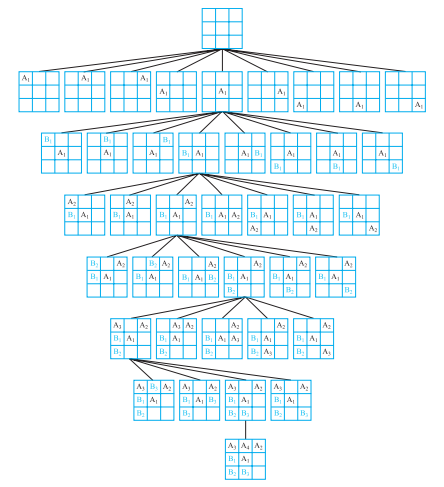 A₁ A₁ A₁
A₁ A₁ A₁
A₁ A₁ A₁
B₁ B₁ B₁
A₁ A₁ A₁ B₁ A₁ A₁ B₁ A₁ A₁ A₁
B₁ B₁ B₁
A₂ A₂ A₂
B₁ A₁ B₁ A₁ B₁ A₁ B₁ A₁ A₂ B₁ A₁ B₁ A₁ B₁ A₁
A₂ A₂ A₂
B₂ A₂ B₂ A₂ A₂ A₂ A₂ A₂
B₁ A₁ B₁ A₁ B₁ A₁ B₂ B₁ A₁ B₁ A₁ B₁ A₁
B₂ B₂ B₂
A₃ A₂ A₃ A₂ A₂ A₂ A₂
B₁ A₁ B₁ A₁ B₁ A₁ A₃ B₁ A₁ B₁ A₁
B₂ B₂ B₂ B₂ A₃ B₂ A₃
A₃ B₃ A₂ A₃ A₂ A₃ A₂ A₃ A₂
B₁ A₁ B₁ A₁ B₃ B₁ A₁ B₁ A₁
B₂ B₂ B₂ B₃ B₂ B₃
A₃ A₄ A₂
B₁ A₁
B₂ B₃